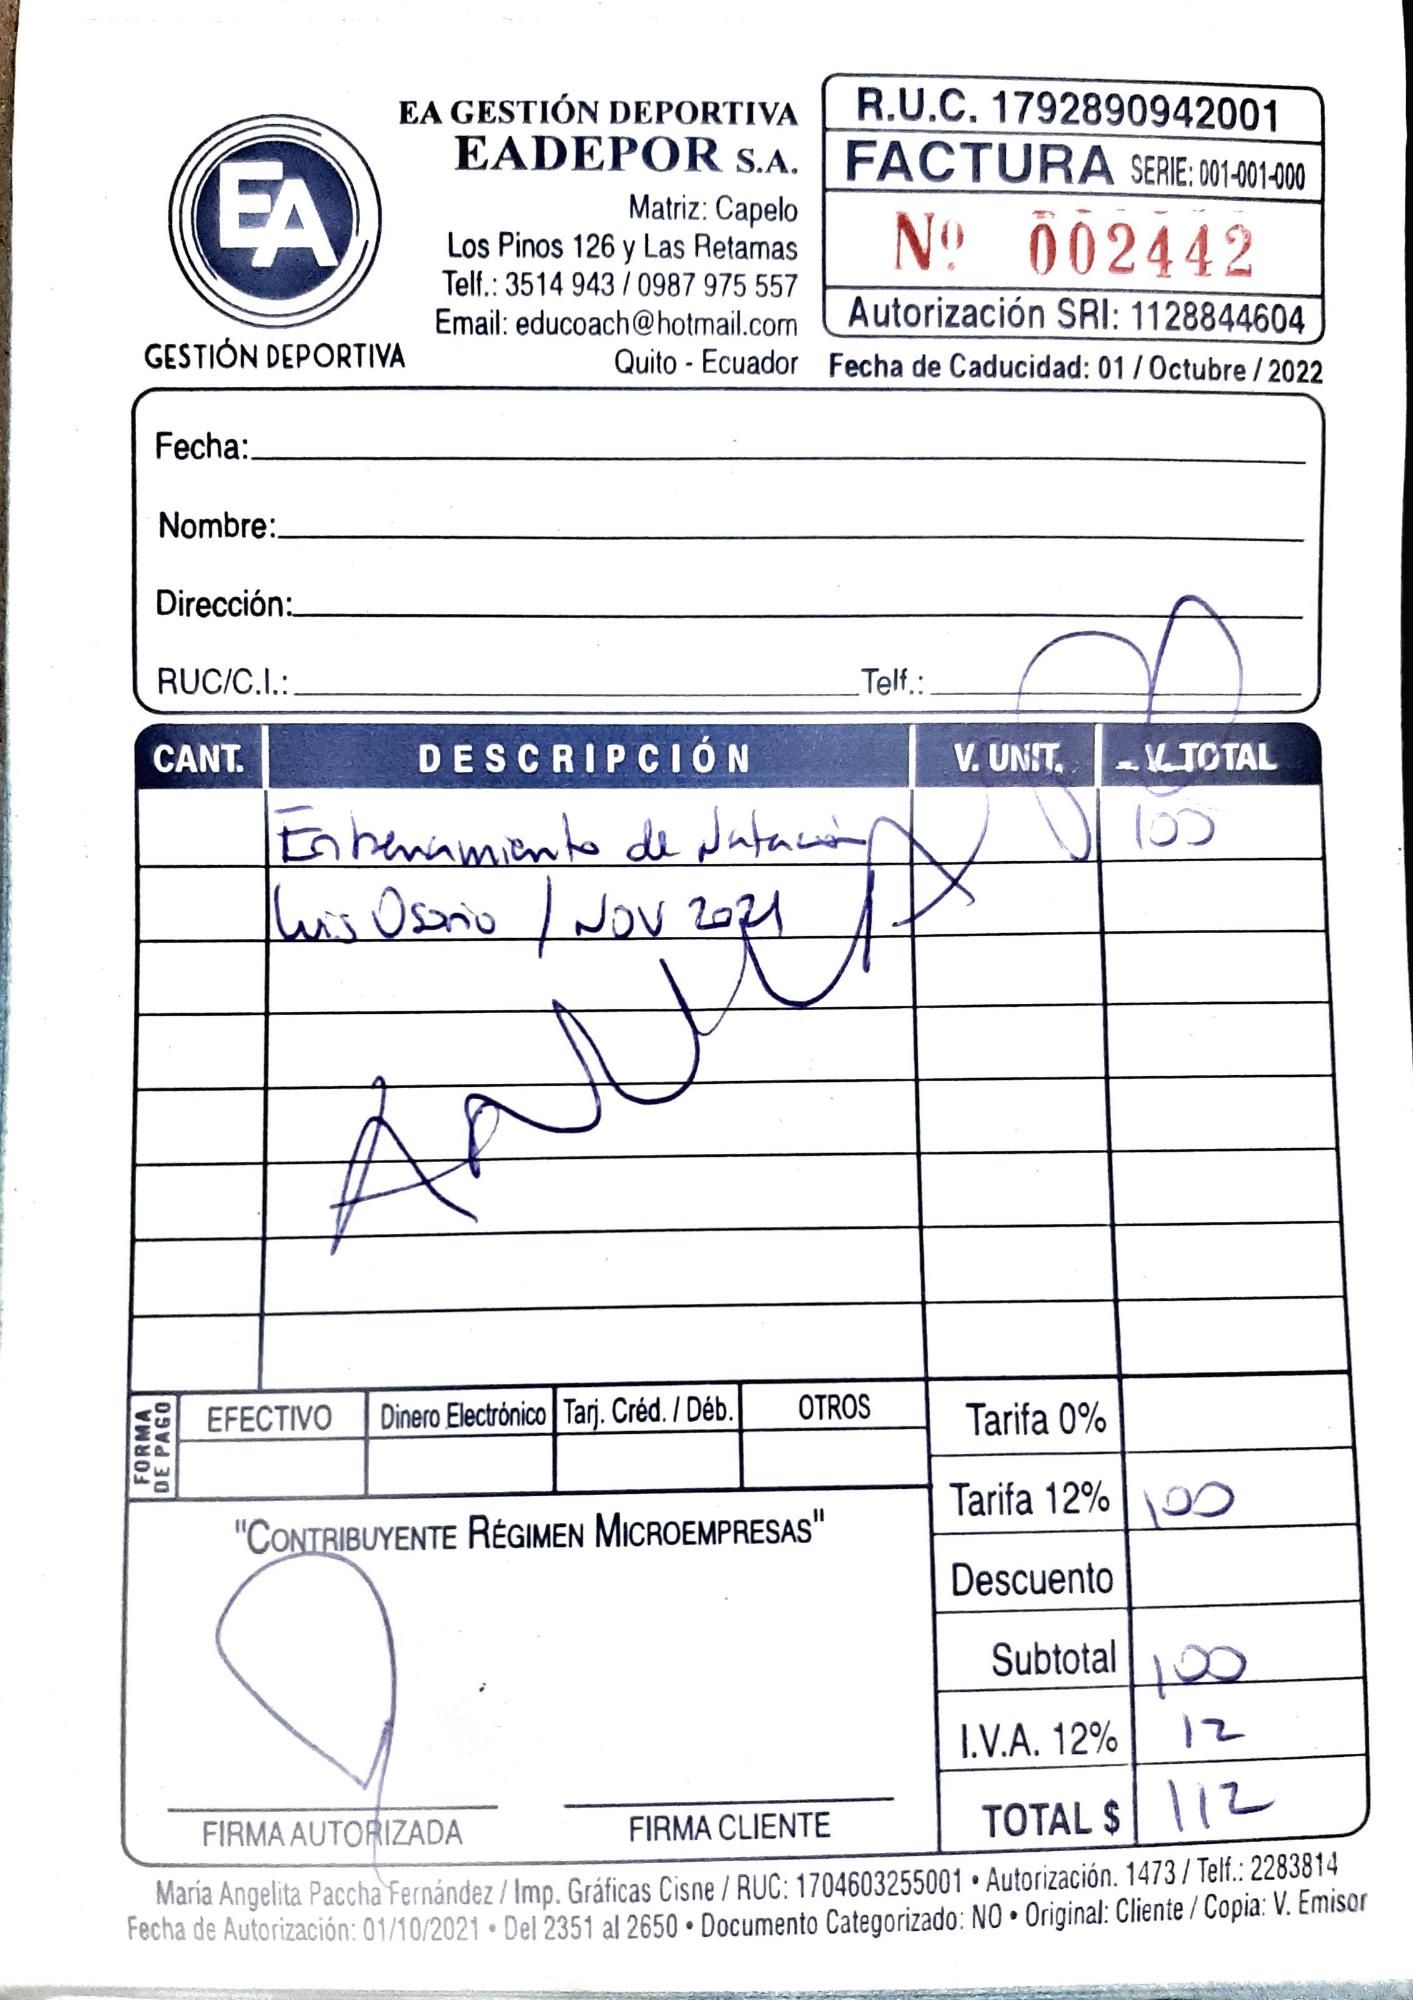 EA
GESTIÓN DEPORTIVA
EA GESTIÓN DEPORTIVA
EADEPOR S.A.
Matriz: Capelo
Los Pinos 126 y Las Retamas
Telf.: 3514 943 / 0987 975 557
Email: educoach@hotmail.com
Quito - Ecuador
R.U.C. 1792890942001
FACTURA SERIE: 001-001-000
Nº 002442
Autorización SRI: 1128844604
Fecha de Caducidad: 01 / Octubre / 2022
Fecha:
Nombre:
Dirección:
RUC/C.I.: Telf.:
CANT. DESCRIPCIÓN V. UNIT. V. TOTAL
Entrenamiento de Natación 100
Luis Osorio / NOV 2021
ANULADO
FORMA DE PAGO
EFECTIVO Dinero Electrónico Tarj. Créd. / Déb. OTROS
Tarifa 0%
Tarifa 12% 100
Descuento
Subtotal 100
I.V.A. 12% 12
TOTAL $ 112
"CONTRIBUYENTE RÉGIMEN MICROEMPRESAS"
FIRMA AUTORIZADA FIRMA CLIENTE
María Angelita Paccha Fernández / Imp. Gráficas Cisne / RUC: 1704603255001 • Autorización. 1473 / Telf.: 2283814
Fecha de Autorización: 01/10/2021 • Del 2351 al 2650 • Documento Categorizado: NO • Original: Cliente / Copia: V. Emisor